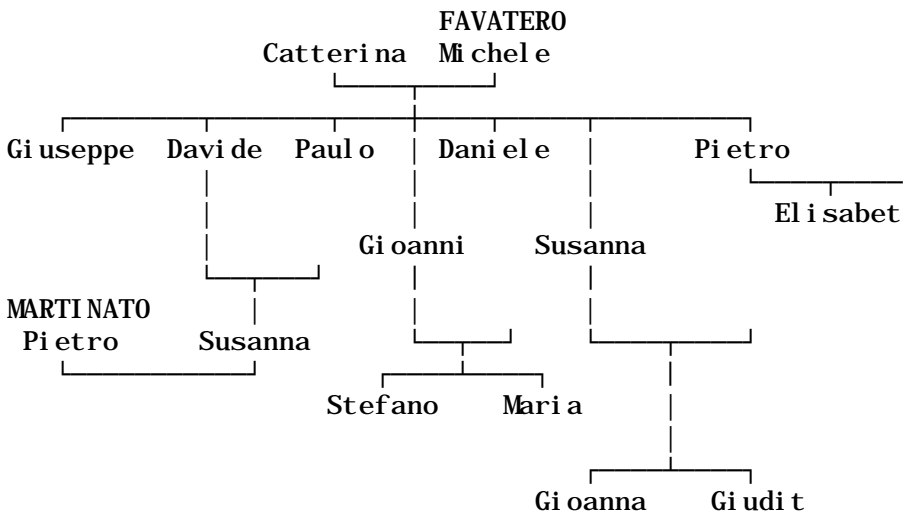 FAVATERO
Catterina Michele
Giuseppe Davide Paulo Daniele Pietro
Elisabet
Gioanni Susanna
MARTINATO
Pietro Susanna
Stefano Maria
Gioanna Giudit